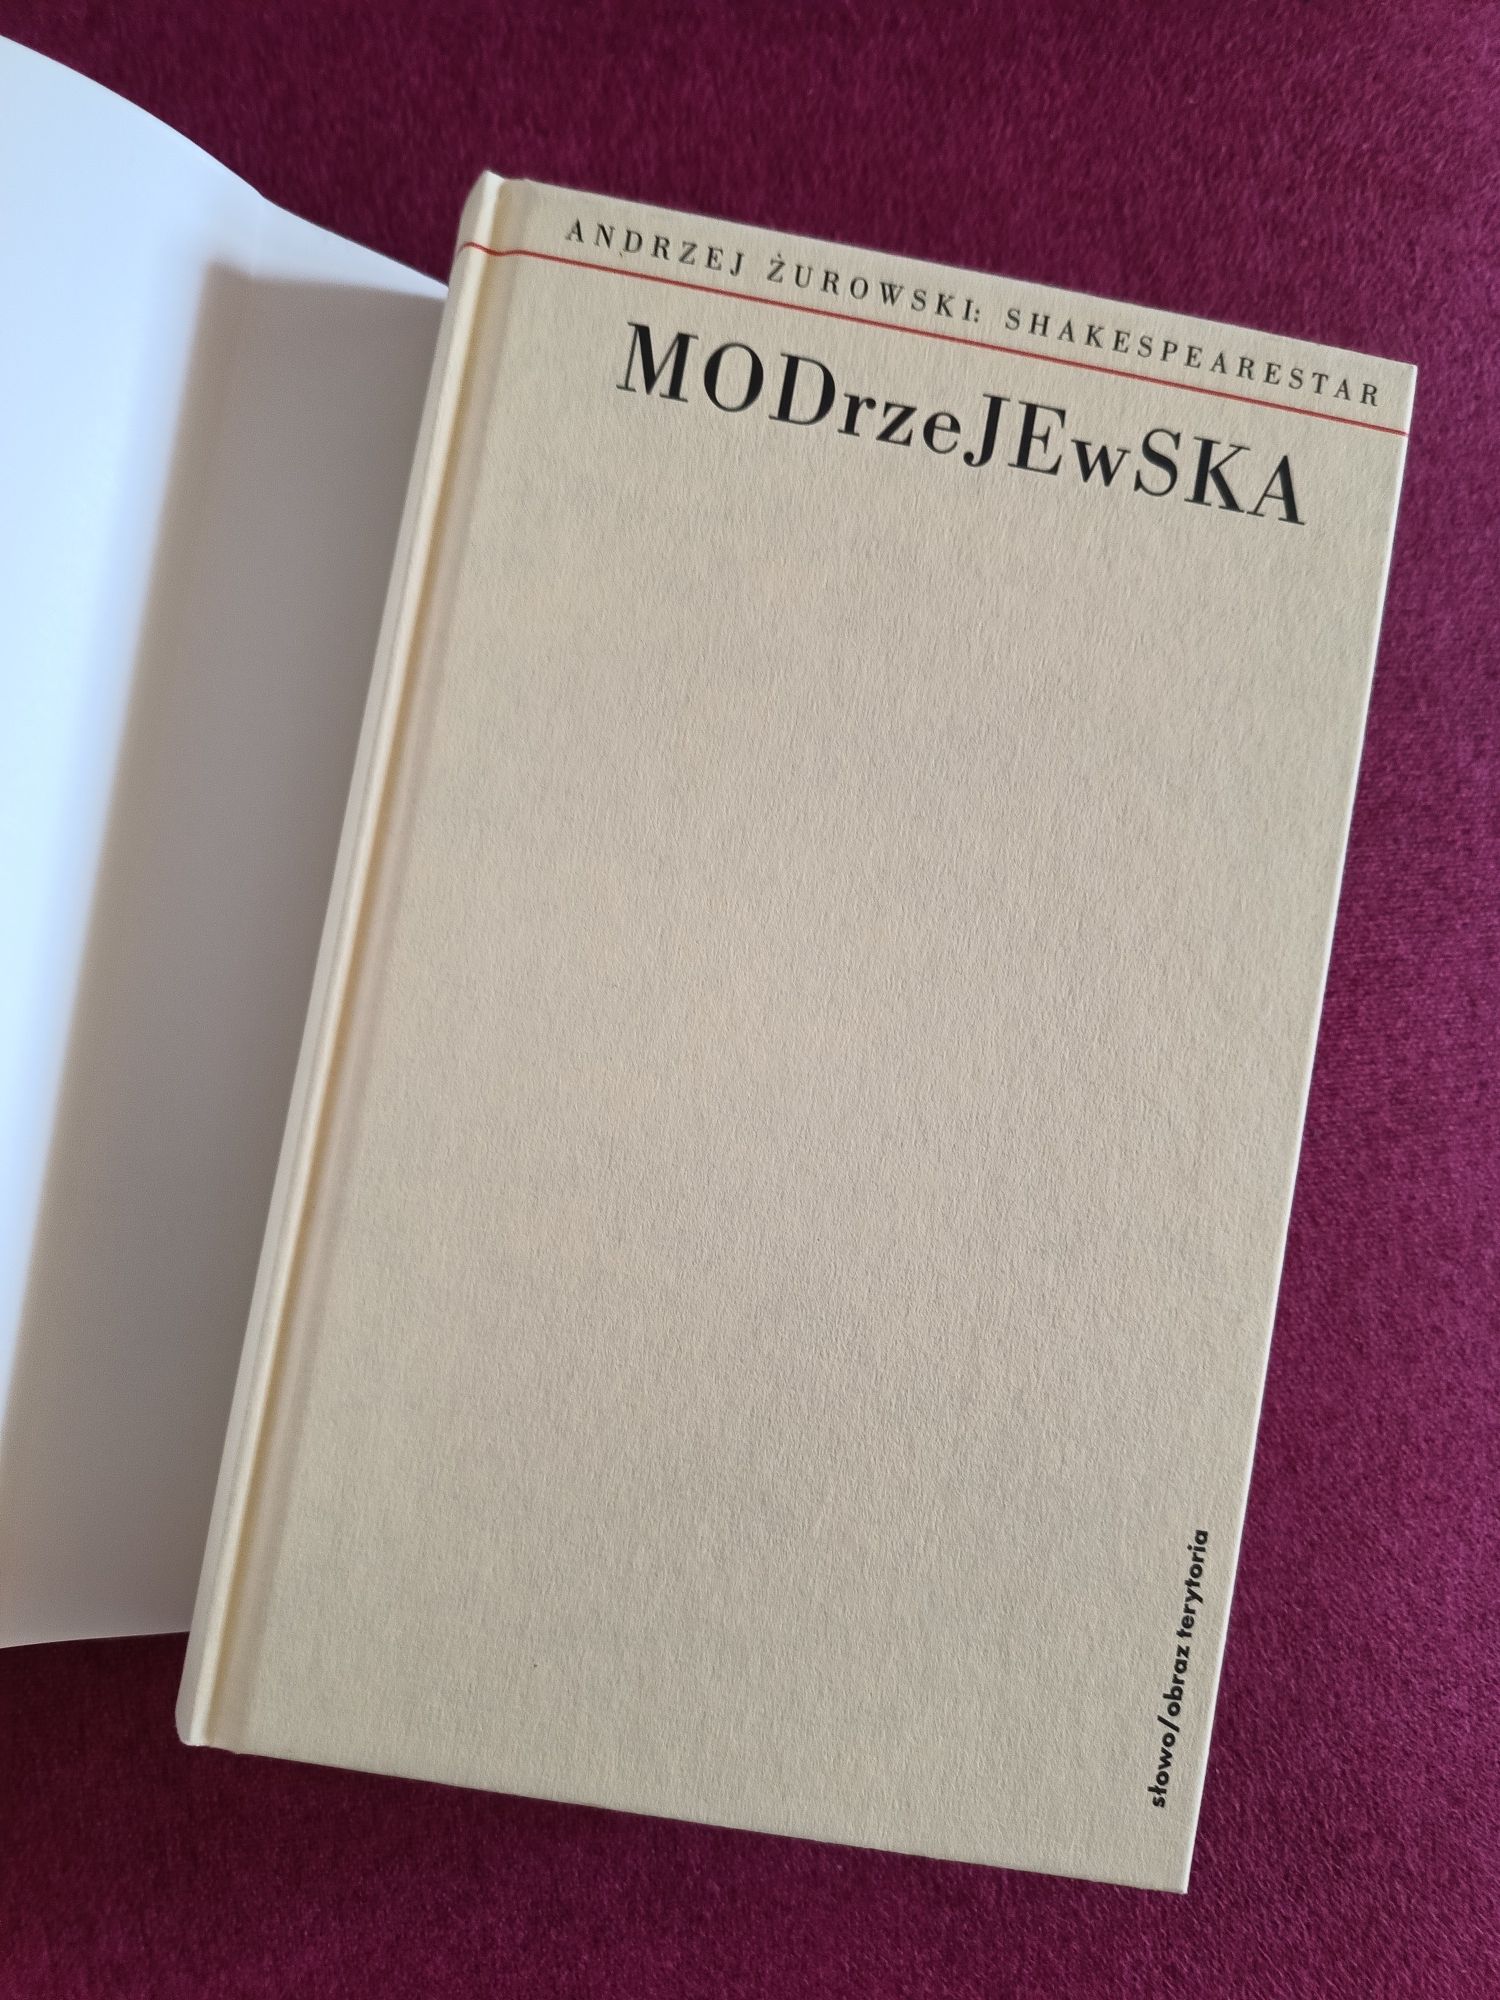 ANDRZEJ ŻUROWSKI: SHAKESPEARESTAR
MODrzeJEwSKA
słowo/obraz terytoria